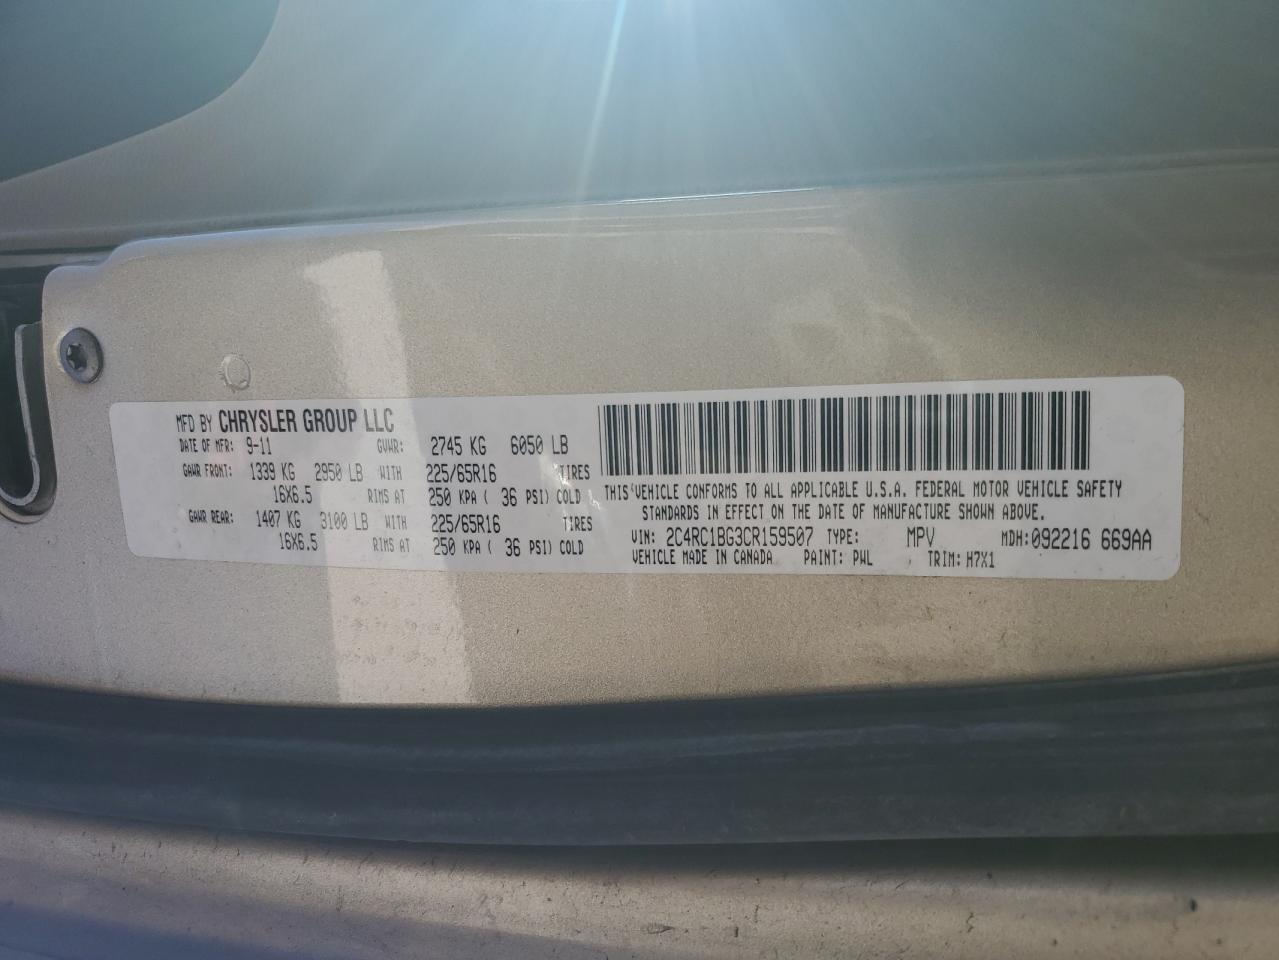 MFD BY CHRYSLER GROUP LLC
DATE OF MFR: 9-11 GVWR: 2745 KG 6050 LB
GAWR FRONT: 1339 KG 2950 LB WITH 225/65R16 TIRES
16X6.5 RIMS AT 250 KPA ( 36 PSI) COLD
GAWR REAR: 1407 KG 3100 LB WITH 225/65R16 TIRES
16X6.5 RIMS AT 250 KPA ( 36 PSI) COLD
THIS VEHICLE CONFORMS TO ALL APPLICABLE U.S.A. FEDERAL MOTOR VEHICLE SAFETY
STANDARDS IN EFFECT ON THE DATE OF MANUFACTURE SHOWN ABOVE.
VIN: 2C4RC1BG3CR159507 TYPE: MPV MDH: 092216 669AA
VEHICLE MADE IN CANADA PAINT: PWL TRIM: H7X1